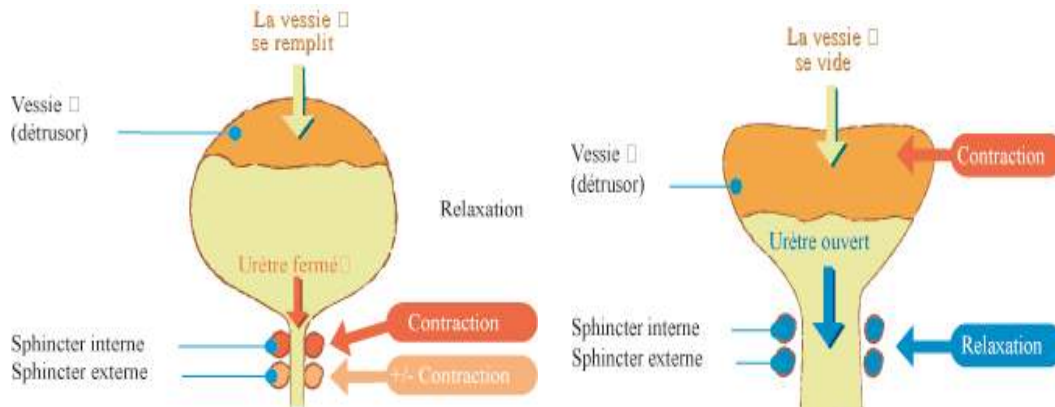 La vessie
se remplit
Vessie
(détrusor)
Relaxation
Urètre fermé
Contraction
Sphincter interne
Sphincter externe
+/- Contraction
La vessie
se vide
Vessie
(détrusor)
Contraction
Urètre ouvert
Sphincter interne
Sphincter externe
Relaxation